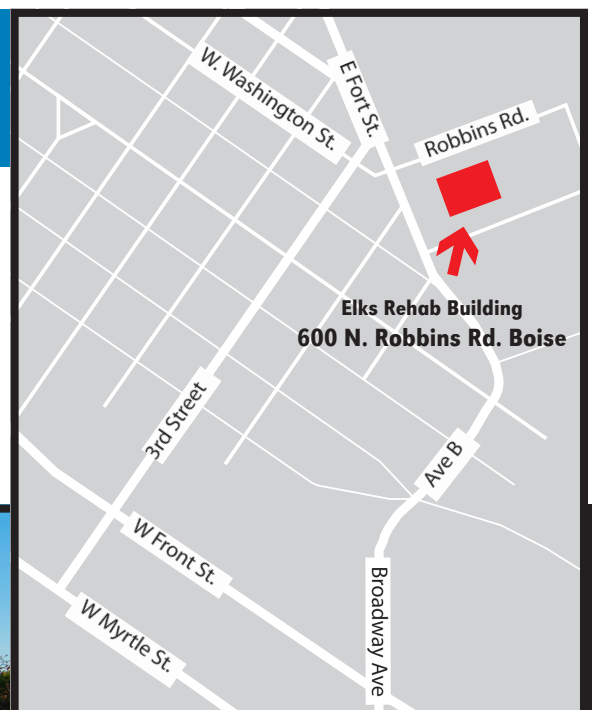 E Fort St.
W. Washington St.
Robbins Rd.
Elks Rehab Building
600 N. Robbins Rd. Boise
3rd Street
Ave B
W Front St.
Broadway Ave
W Myrtle St.